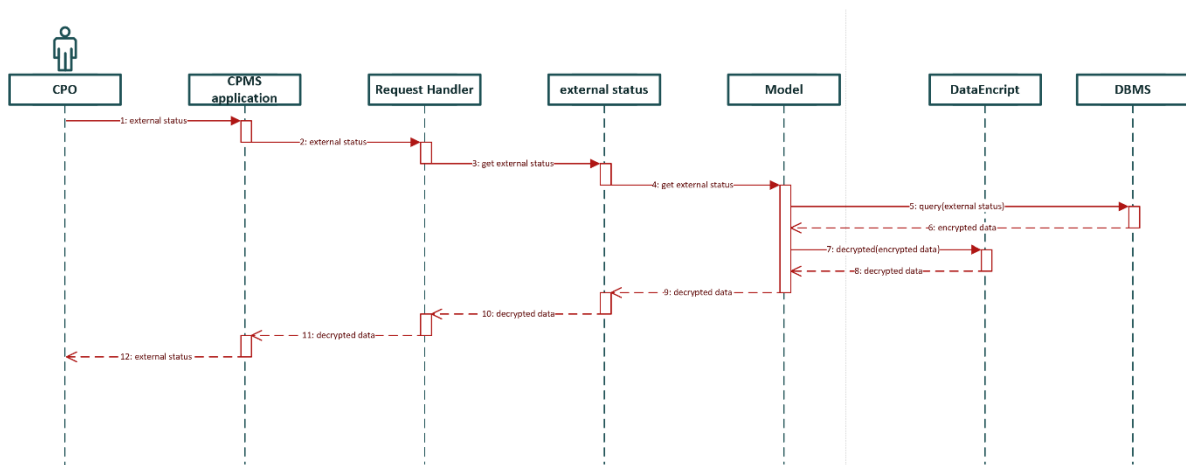 CPO
CPMS
application
Request Handler
external status
Model
DataEncript
DBMS
1: external status
2: external status
3: get external status
4: get external status
5: query(external status)
6: encrypted data
7: decrypted(encrypted data)
8: decrypted data
9: decrypted data
10: decrypted data
11: decrypted data
12: external status